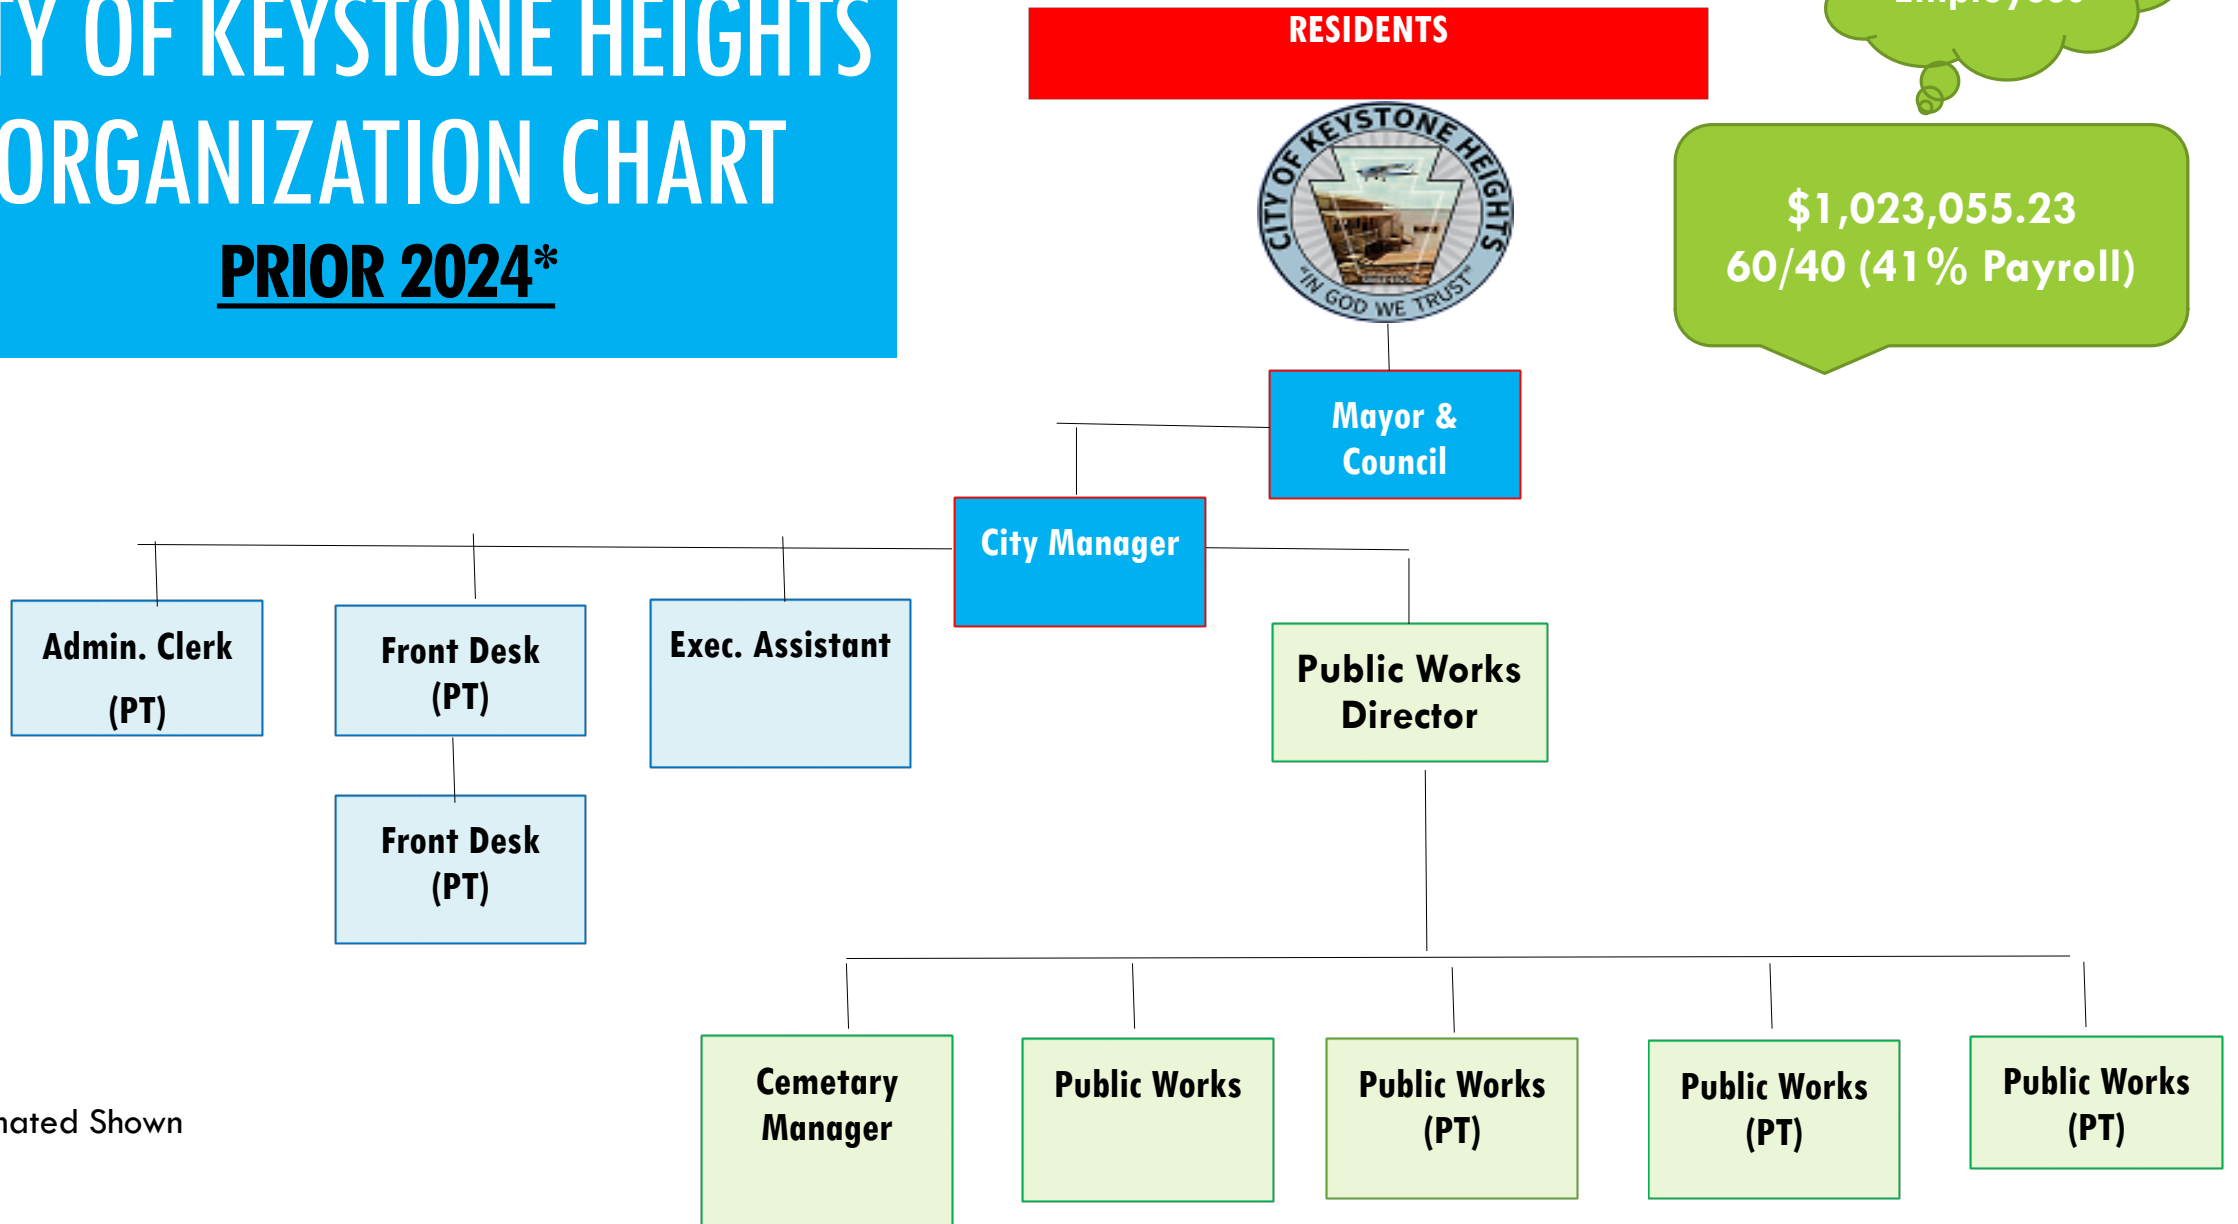 TY OF KEYSTONE HEIGHTS
ORGANIZATION CHART
PRIOR 2024*
RESIDENTS
Employees
CITY OF KEYSTONE HEIGHTS
"IN GOD WE TRUST"
$1,023,055.23
60/40 (41% Payroll)
Mayor &
Council
City Manager
Admin. Clerk
(PT)
Front Desk
(PT)
Exec. Assistant
Public Works
Director
Front Desk
(PT)
Cemetary
Manager
Public Works
Public Works
(PT)
Public Works
(PT)
Public Works
(PT)
mated Shown